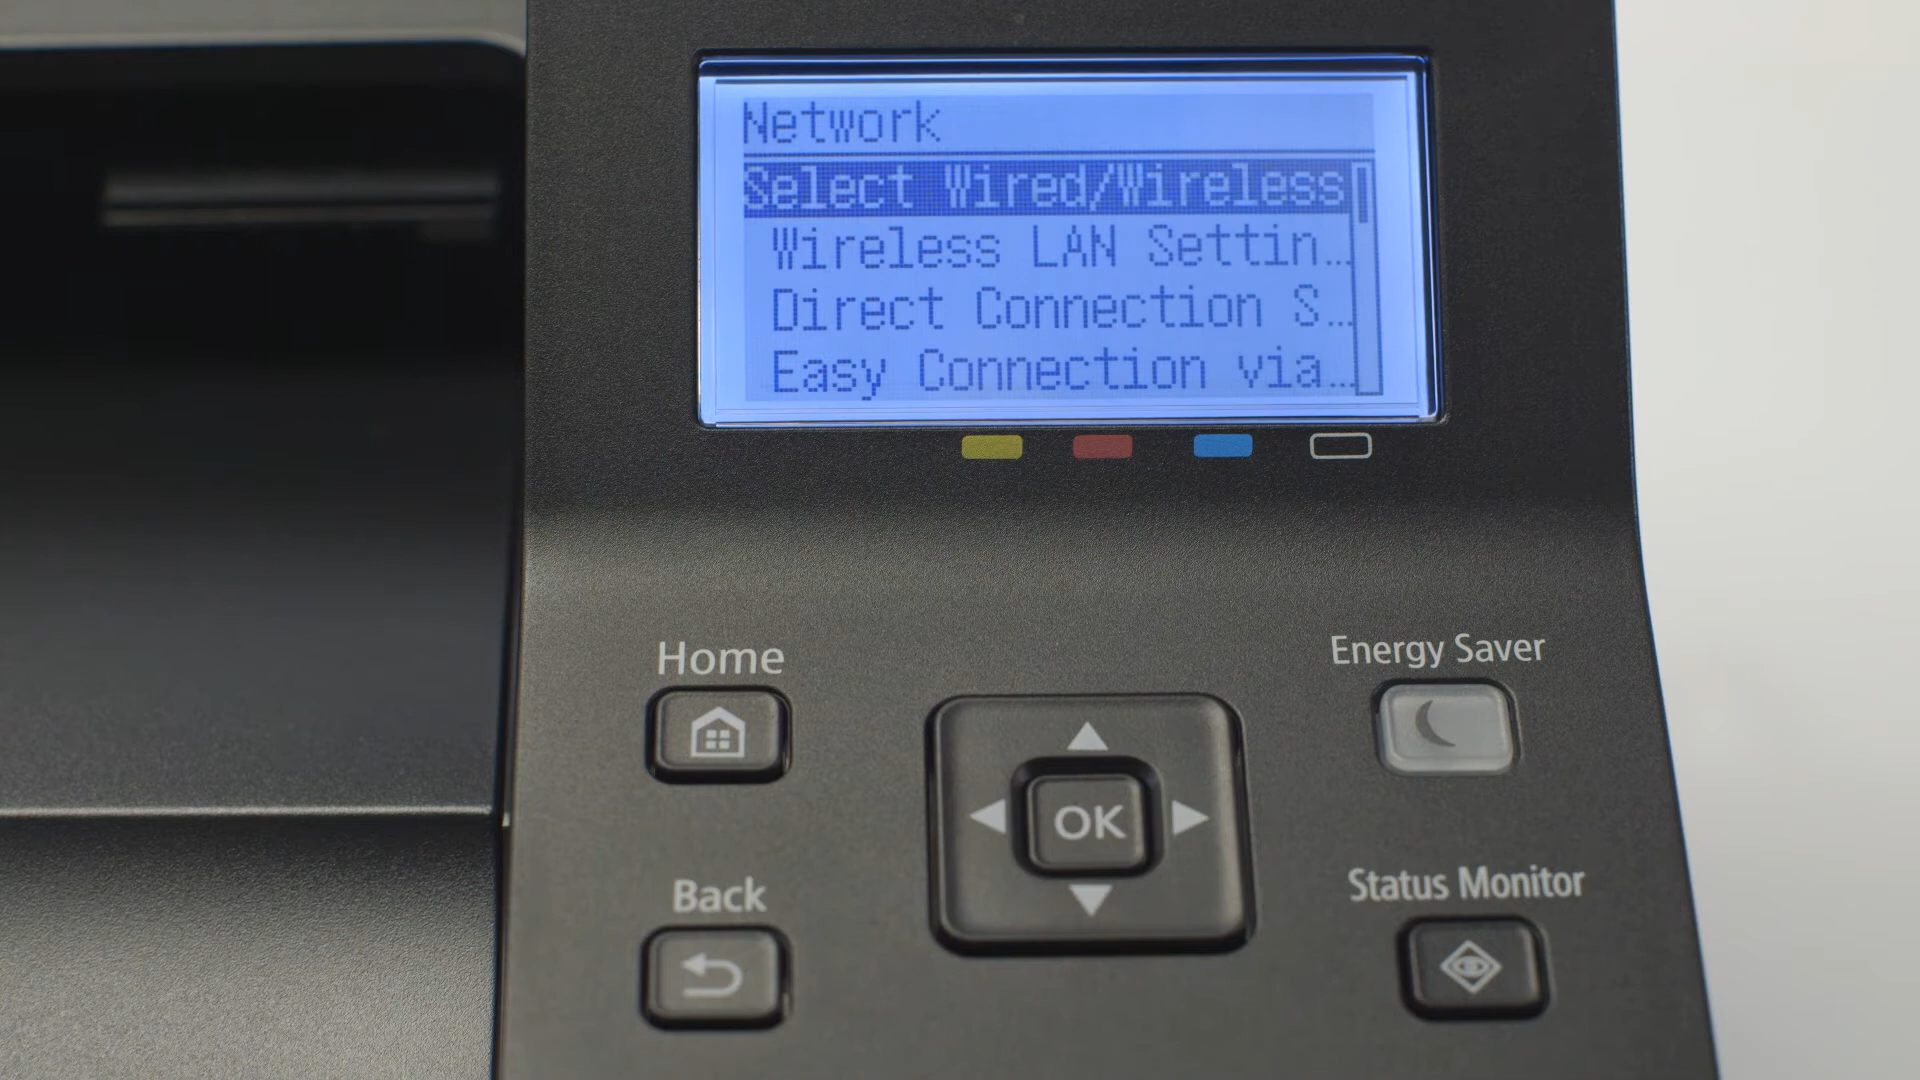 Network
Select Wired/Wireless
Wireless LAN Settin...
Direct Connection S...
Easy Connection via...
Home
Energy Saver
OK
Back
Status Monitor